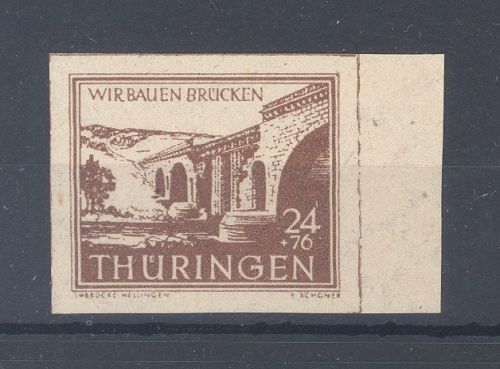 WIR BAUEN BRÜCKEN
24
+76
THÜRINGEN